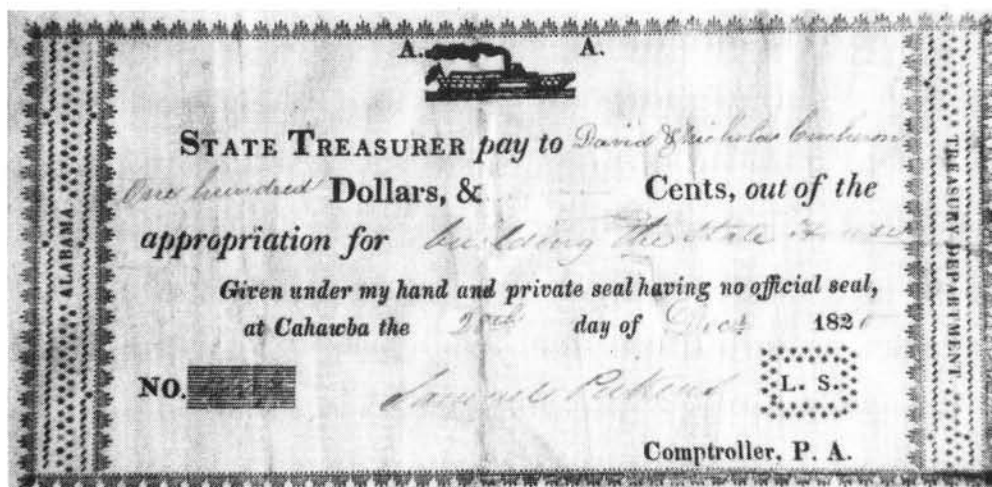 A. A.
STATE TREASURER pay to David & Nicholas
One hundred Dollars, & Cents, out of the
appropriation for building the State House
Given under my hand and private seal having no official seal,
at Cahawba the day of Decr 182
NO.
Samuel Pickens
L. S.
Comptroller, P. A.
ALABAMA
TREASURY DEPARTMENT.